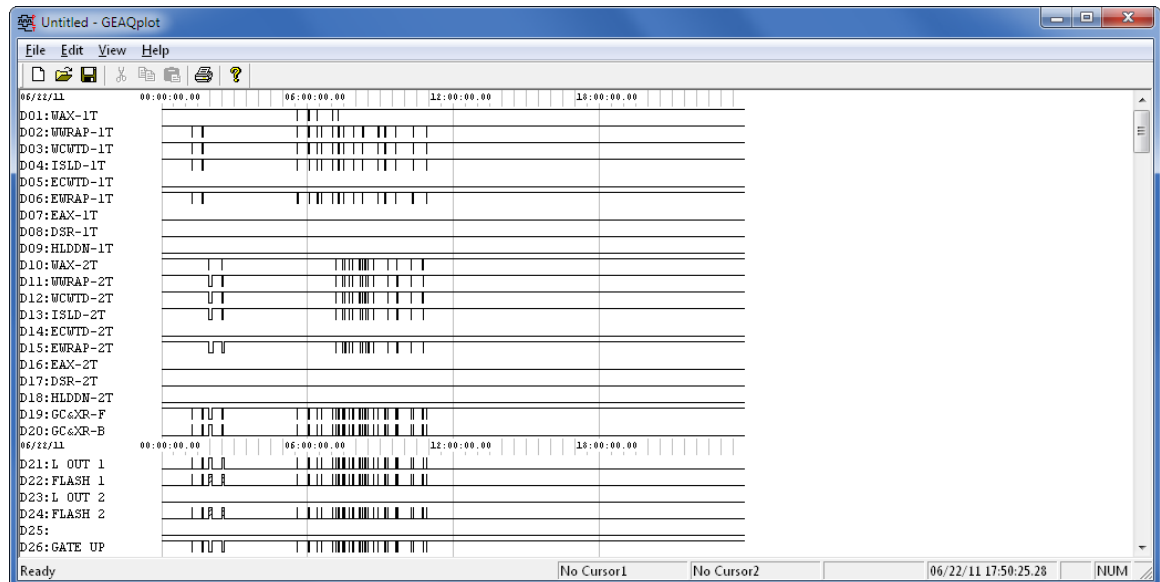 Untitled - GEAQplot
File Edit View Help
06/22/11 00:00:00.00 06:00:00.00 12:00:00.00 18:00:00.00
D01:WAX-1T
D02:WWRAP-1T
D03:WCWTD-1T
D04:ISLD-1T
D05:ECWTD-1T
D06:EWRAP-1T
D07:EAX-1T
D08:DSR-1T
D09:HLDDN-1T
D10:WAX-2T
D11:WWRAP-2T
D12:WCWTD-2T
D13:ISLD-2T
D14:ECWTD-2T
D15:EWRAP-2T
D16:EAX-2T
D17:DSR-2T
D18:HLDDN-2T
D19:GC&XR-F
D20:GC&XR-B
06/22/11 00:00:00.00 06:00:00.00 12:00:00.00 18:00:00.00
D21:L OUT 1
D22:FLASH 1
D23:L OUT 2
D24:FLASH 2
D25:
D26:GATE UP
Ready No Cursor1 No Cursor2 06/22/11 17:50:25.28 NUM